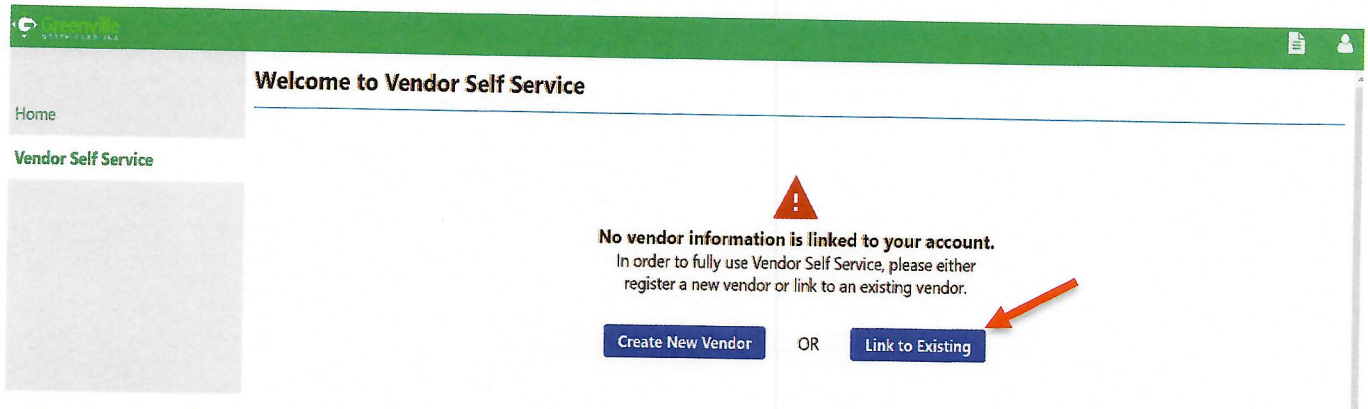 Greenville
NORTH CAROLINA
Welcome to Vendor Self Service
Home
Vendor Self Service
No vendor information is linked to your account.
In order to fully use Vendor Self Service, please either
register a new vendor or link to an existing vendor.
Create New Vendor OR Link to Existing